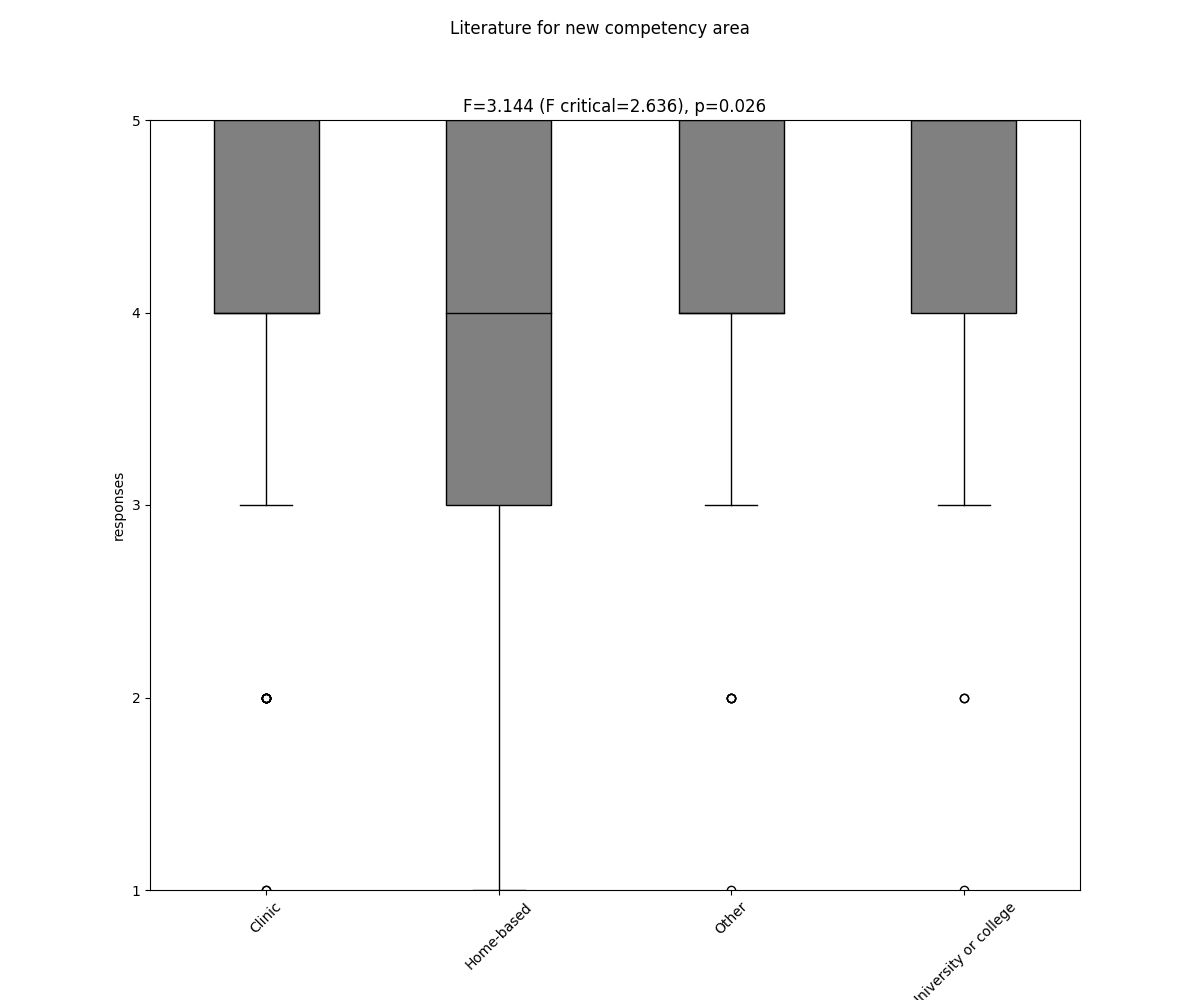 Literature for new competency area
F=3.144 (F critical=2.636), p=0.026
5
4
3
2
1
responses
Clinic
Home-based
Other
niversity or college